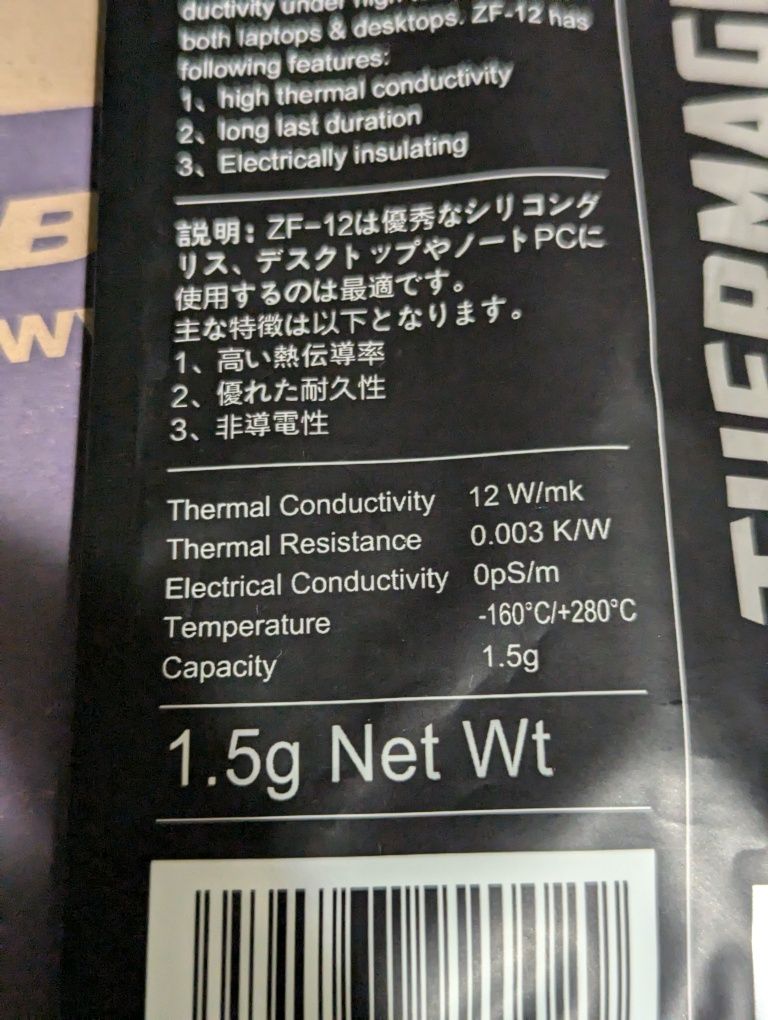 both laptops & desktops. ZF-12 has
following features:
1、high thermal conductivity
2、long last duration
3、Electrically insulating
説明: ZF-12は優秀なシリコング
リス、デスクトップやノートPCに
使用するのは最適です。
主な特徴は以下となります。
1、高い熱伝導率
2、優れた耐久性
3、非導電性
Thermal Conductivity 12 W/mk
Thermal Resistance 0.003 K/W
Electrical Conductivity 0pS/m
Temperature -160°C/+280°C
Capacity 1.5g
1.5g Net Wt